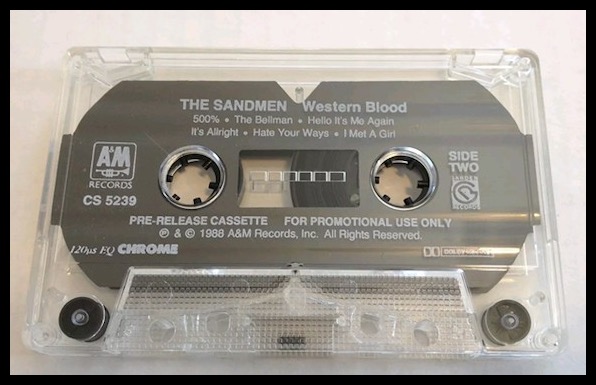 THE SANDMEN Western Blood
500% • The Bellman • Hello It's Me Again
It's Allright • Hate Your Ways • I Met A Girl
A&M
RECORDS
CS 5239
SIDE
TWO
GARDEN
RECORDS
PRE-RELEASE CASSETTE FOR PROMOTIONAL USE ONLY
℗ & © 1988 A&M Records, Inc. All Rights Reserved.
120µs EQ CHROME